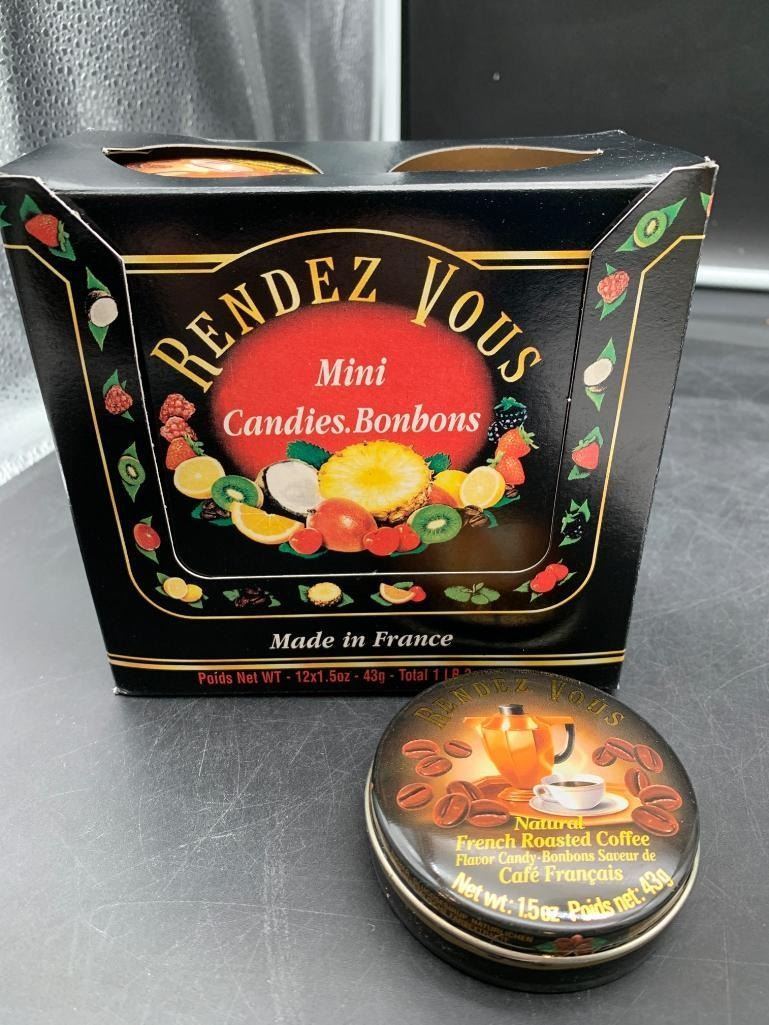 RENDEZ VOUS
Mini
Candies.Bonbons
Made in France
Poids Net WT - 12x1.5oz - 43g - Total 1 LB
RENDEZ VOUS
Natural
French Roasted Coffee
Flavor Candy-Bonbons Saveur de
Café Français
Net wt: 1.5oz Poids net: 43g